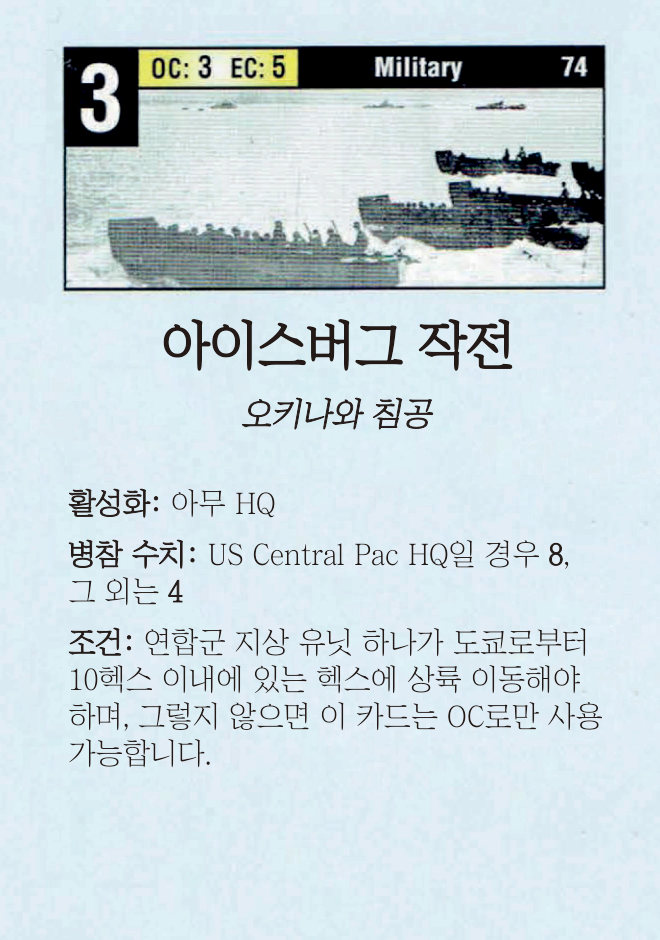 3
OC: 3 EC: 5 Military 74
아이스버그 작전
오키나와 침공
활성화: 아무 HQ
병참 수치: US Central Pac HQ일 경우 8,
그 외는 4
조건: 연합군 지상 유닛 하나가 도쿄로부터
10헥스 이내에 있는 헥스에 상륙 이동해야
하며, 그렇지 않으면 이 카드는 OC로만 사용
가능합니다.